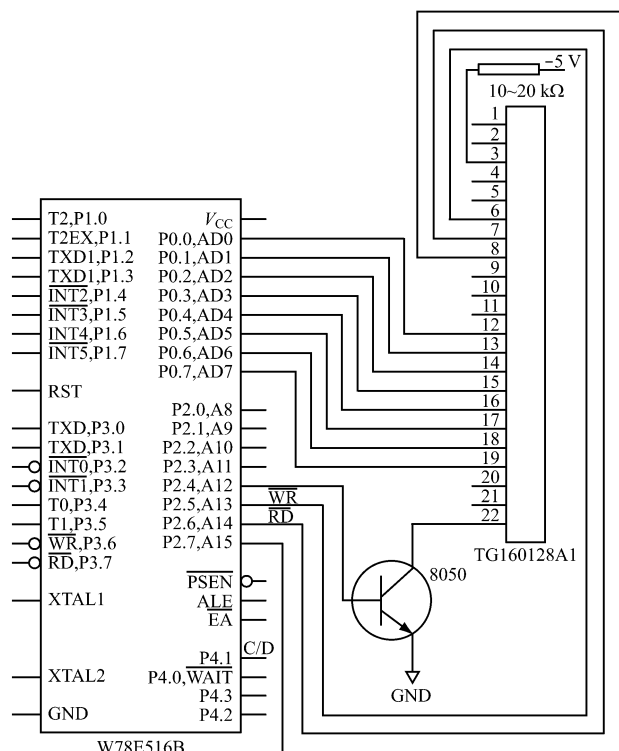 −5 V
10~20 kΩ
1
2
3
4
5
6
7
8
9
10
11
12
13
14
15
16
17
18
19
20
21
22
TG160128A1
T2,P1.0
T2EX,P1.1
TXD1,P1.2
TXD1,P1.3
INT2,P1.4
INT3,P1.5
INT4,P1.6
INT5,P1.7
RST
TXD,P3.0
TXD,P3.1
INT0,P3.2
INT1,P3.3
T0,P3.4
T1,P3.5
WR,P3.6
RD,P3.7
XTAL1
XTAL2
GND
VCC
P0.0,AD0
P0.1,AD1
P0.2,AD2
P0.3,AD3
P0.4,AD4
P0.5,AD5
P0.6,AD6
P0.7,AD7
P2.0,A8
P2.1,A9
P2.2,A10
P2.3,A11
P2.4,A12
P2.5,A13
P2.6,A14
P2.7,A15
PSEN
ALE
EA
P4.1
P4.0,WAIT
P4.3
P4.2
WR
RD
C/D
8050
GND
W78E516B